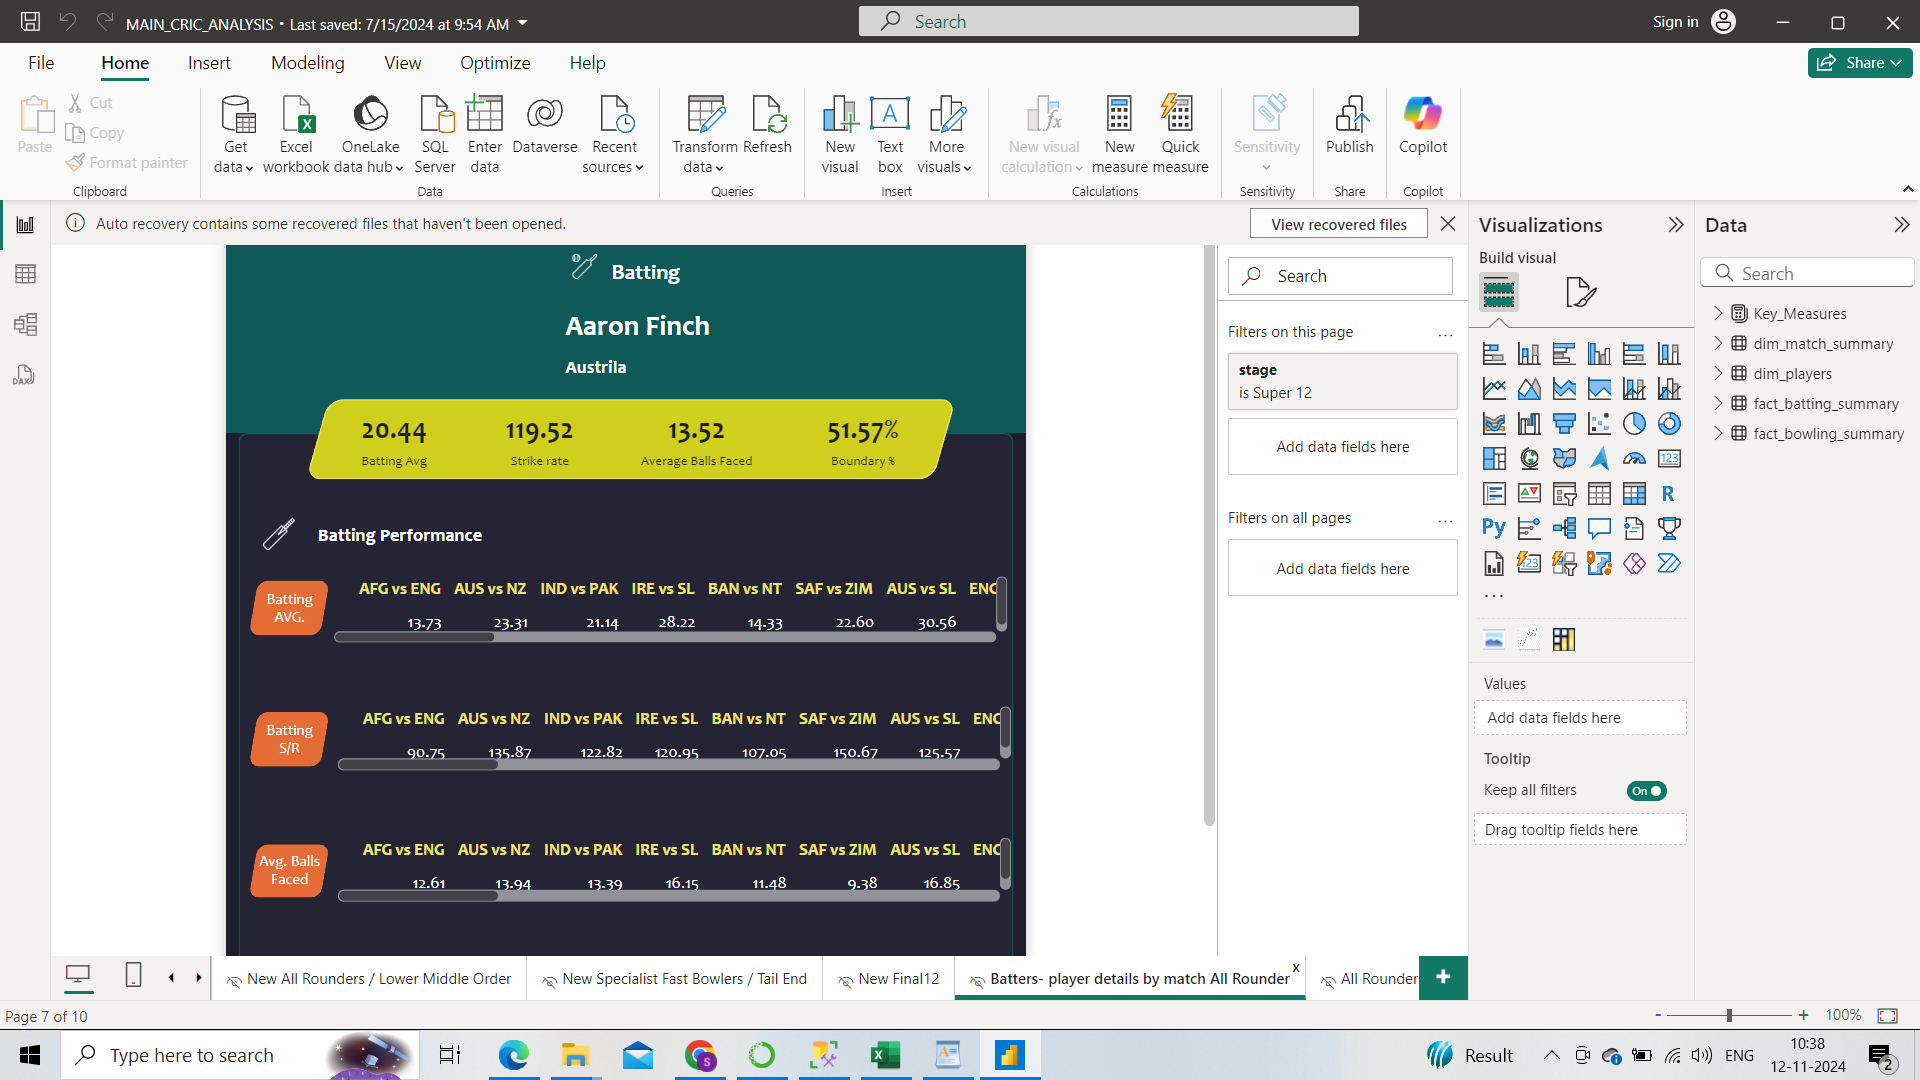 MAIN_CRIC_ANALYSIS • Last saved: 7/15/2024 at 9:54 AM
Search
Sign in
File Home Insert Modeling View Optimize Help
Share
Paste
Cut
Copy
Format painter
Clipboard
Get data
Excel workbook
OneLake data hub
SQL Server
Enter data
Dataverse
Recent sources
Data
Transform data
Refresh
Queries
New visual
Text box
More visuals
Insert
New visual calculation
New measure
Quick measure
Calculations
Sensitivity
Sensitivity
Publish
Share
Copilot
Copilot
Auto recovery contains some recovered files that haven't been opened.
View recovered files
Batting
Aaron Finch
Austrila
20.44 119.52 13.52 51.57%
Batting Avg Strike rate Average Balls Faced Boundary %
Batting Performance
Batting AVG.
AFG vs ENG AUS vs NZ IND vs PAK IRE vs SL BAN vs NT SAF vs ZIM AUS vs SL ENG
13.73 23.31 21.14 28.22 14.33 22.60 30.56
Batting S/R
AFG vs ENG AUS vs NZ IND vs PAK IRE vs SL BAN vs NT SAF vs ZIM AUS vs SL ENG
90.75 135.87 122.82 120.95 107.05 150.67 125.57
Avg. Balls Faced
AFG vs ENG AUS vs NZ IND vs PAK IRE vs SL BAN vs NT SAF vs ZIM AUS vs SL ENG
12.61 13.94 13.39 16.15 11.48 9.38 16.85
Search
Filters on this page ...
stage
is Super 12
Add data fields here
Filters on all pages ...
Add data fields here
Visualizations
Build visual
123
R
Py
123
...
Values
Add data fields here
Tooltip
Keep all filters
On
Drag tooltip fields here
Data
Search
Key_Measures
dim_match_summary
dim_players
fact_batting_summary
fact_bowling_summary
New All Rounders / Lower Middle Order
New Specialist Fast Bowlers / Tail End
New Final12
Batters- player details by match All Rounder
x
All Rounder
+
Page 7 of 10
- + 100%
Type here to search
Result
ENG
10:38
12-11-2024
2